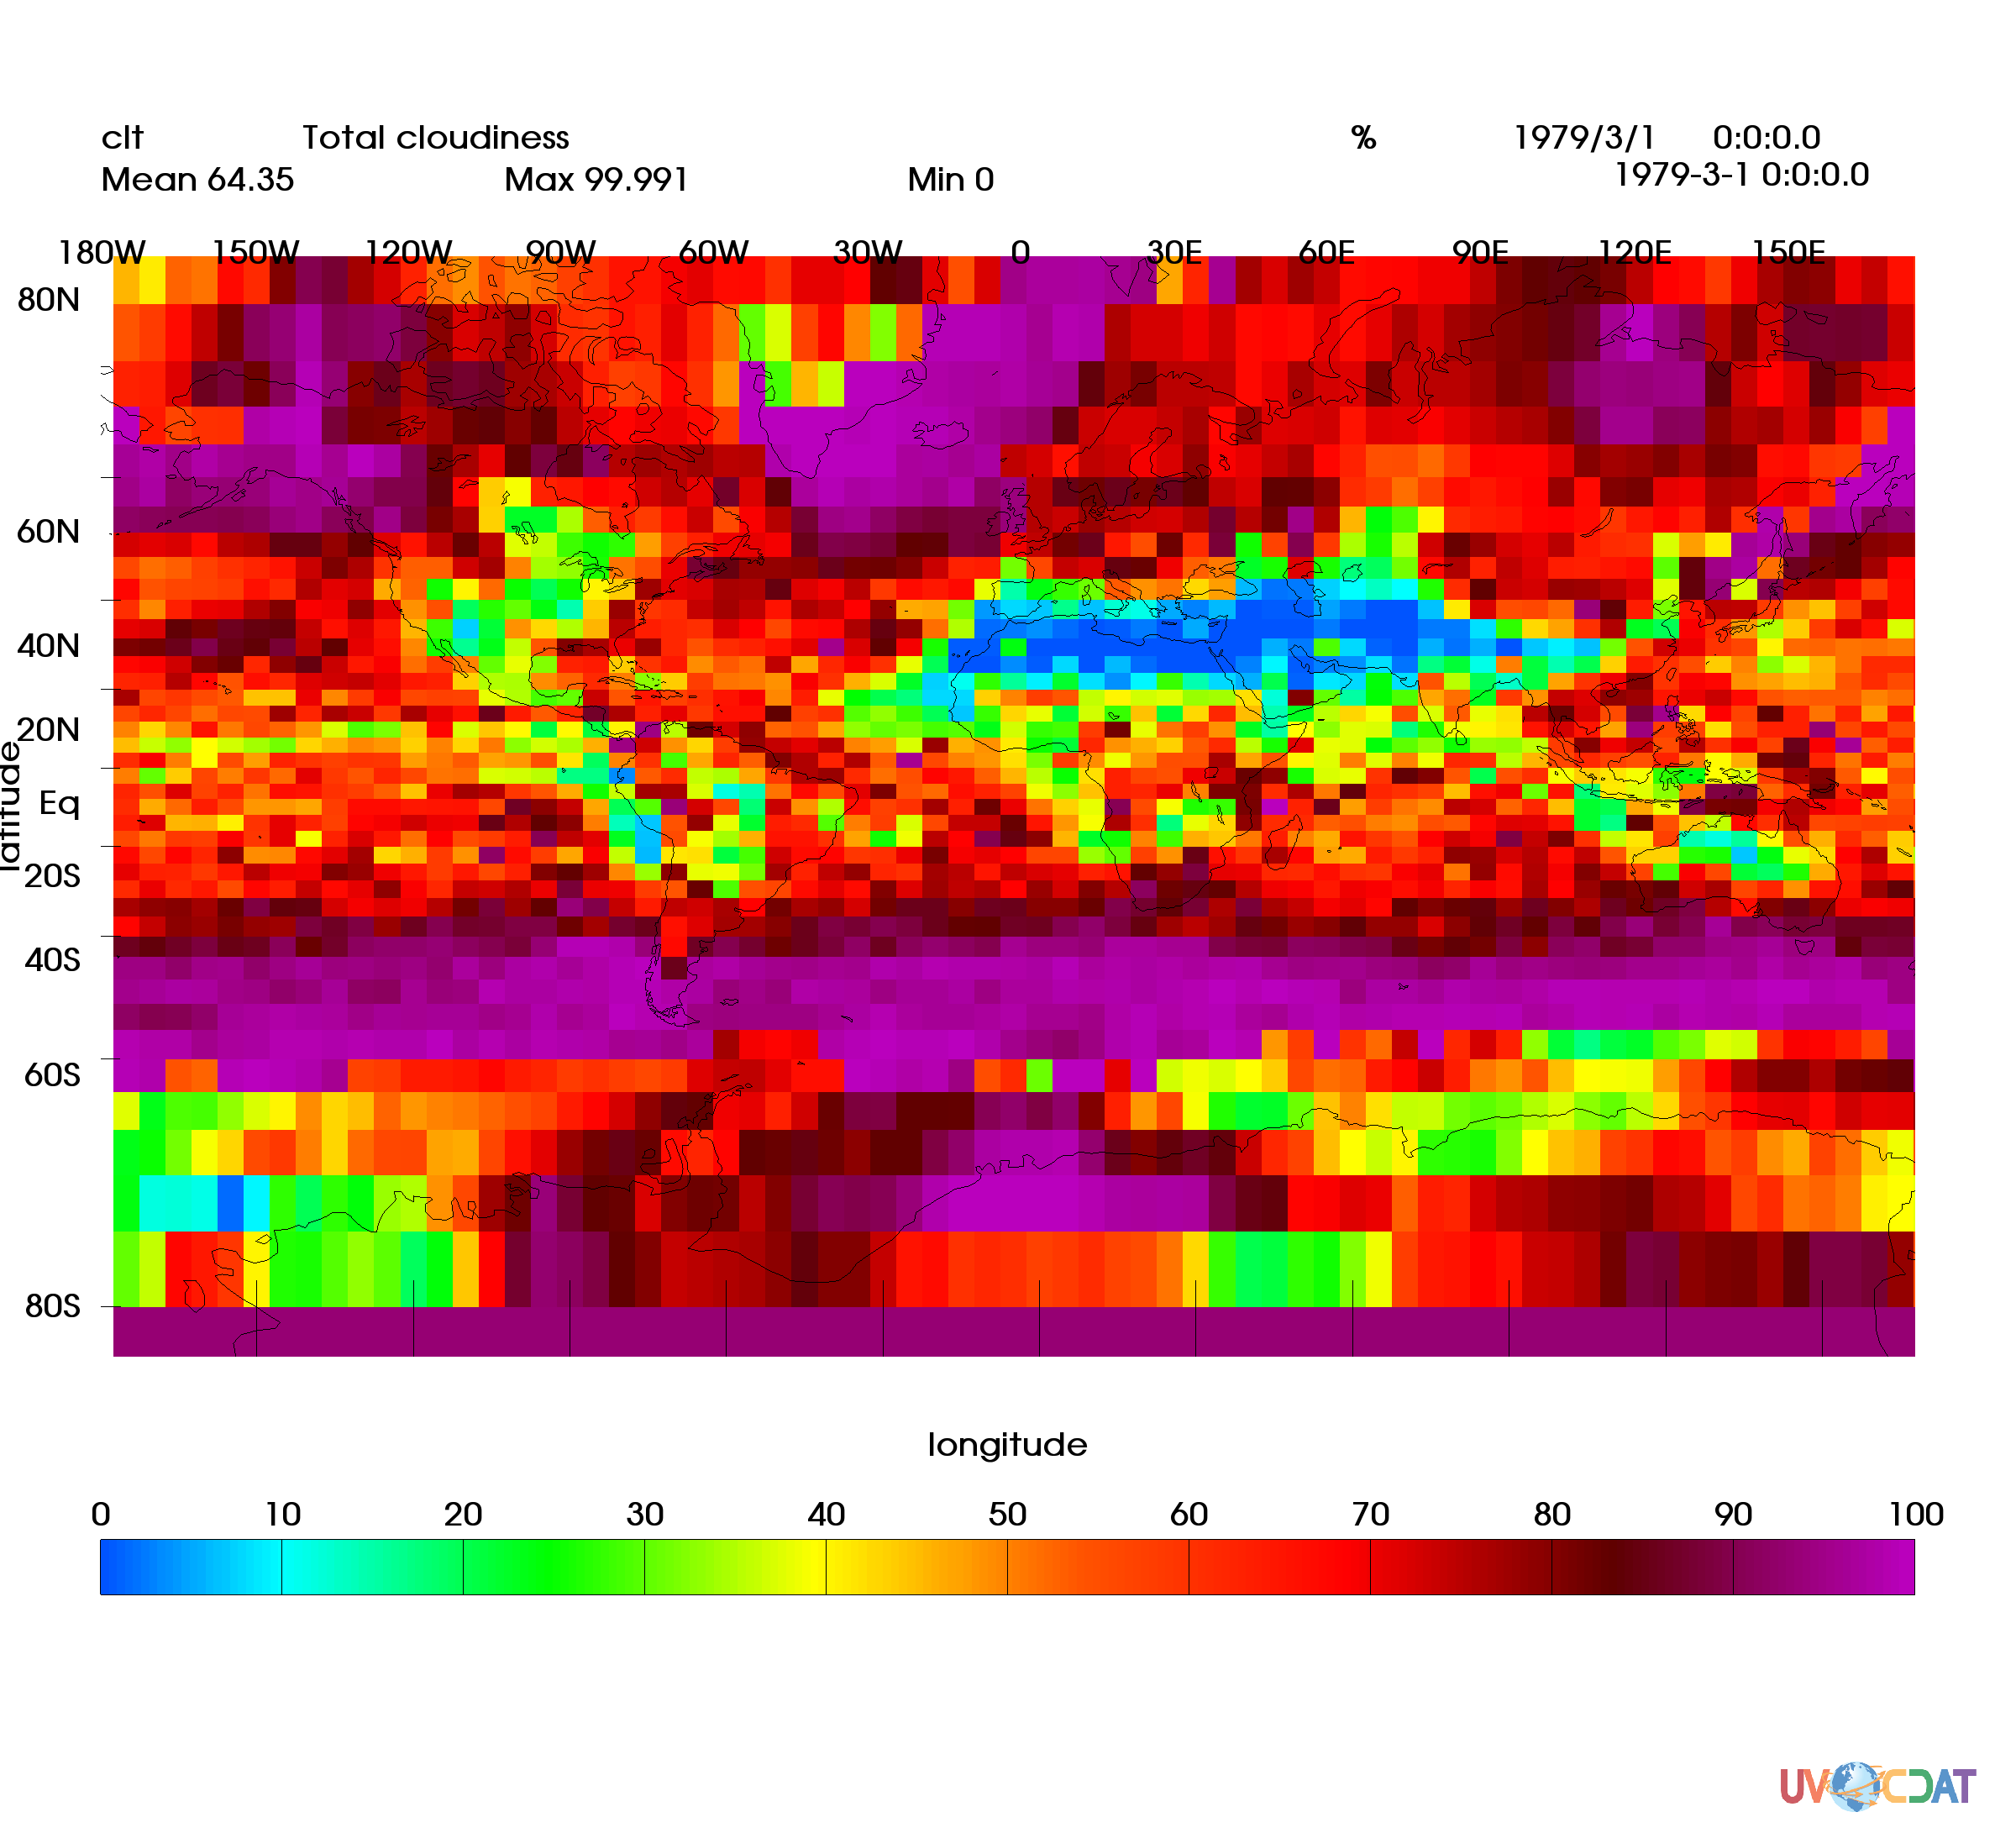 clt Total cloudiness % 1979/3/1 0:0:0.0
Mean 64.35 Max 99.991 Min 0 1979-3-1 0:0:0.0
180W 150W 120W 90W 60W 30W 0 30E 60E 90E 120E 150E
80N
60N
40N
20N
latitude
Eq
20S
40S
60S
80S
longitude
0 10 20 30 40 50 60 70 80 90 100
UV CDAT